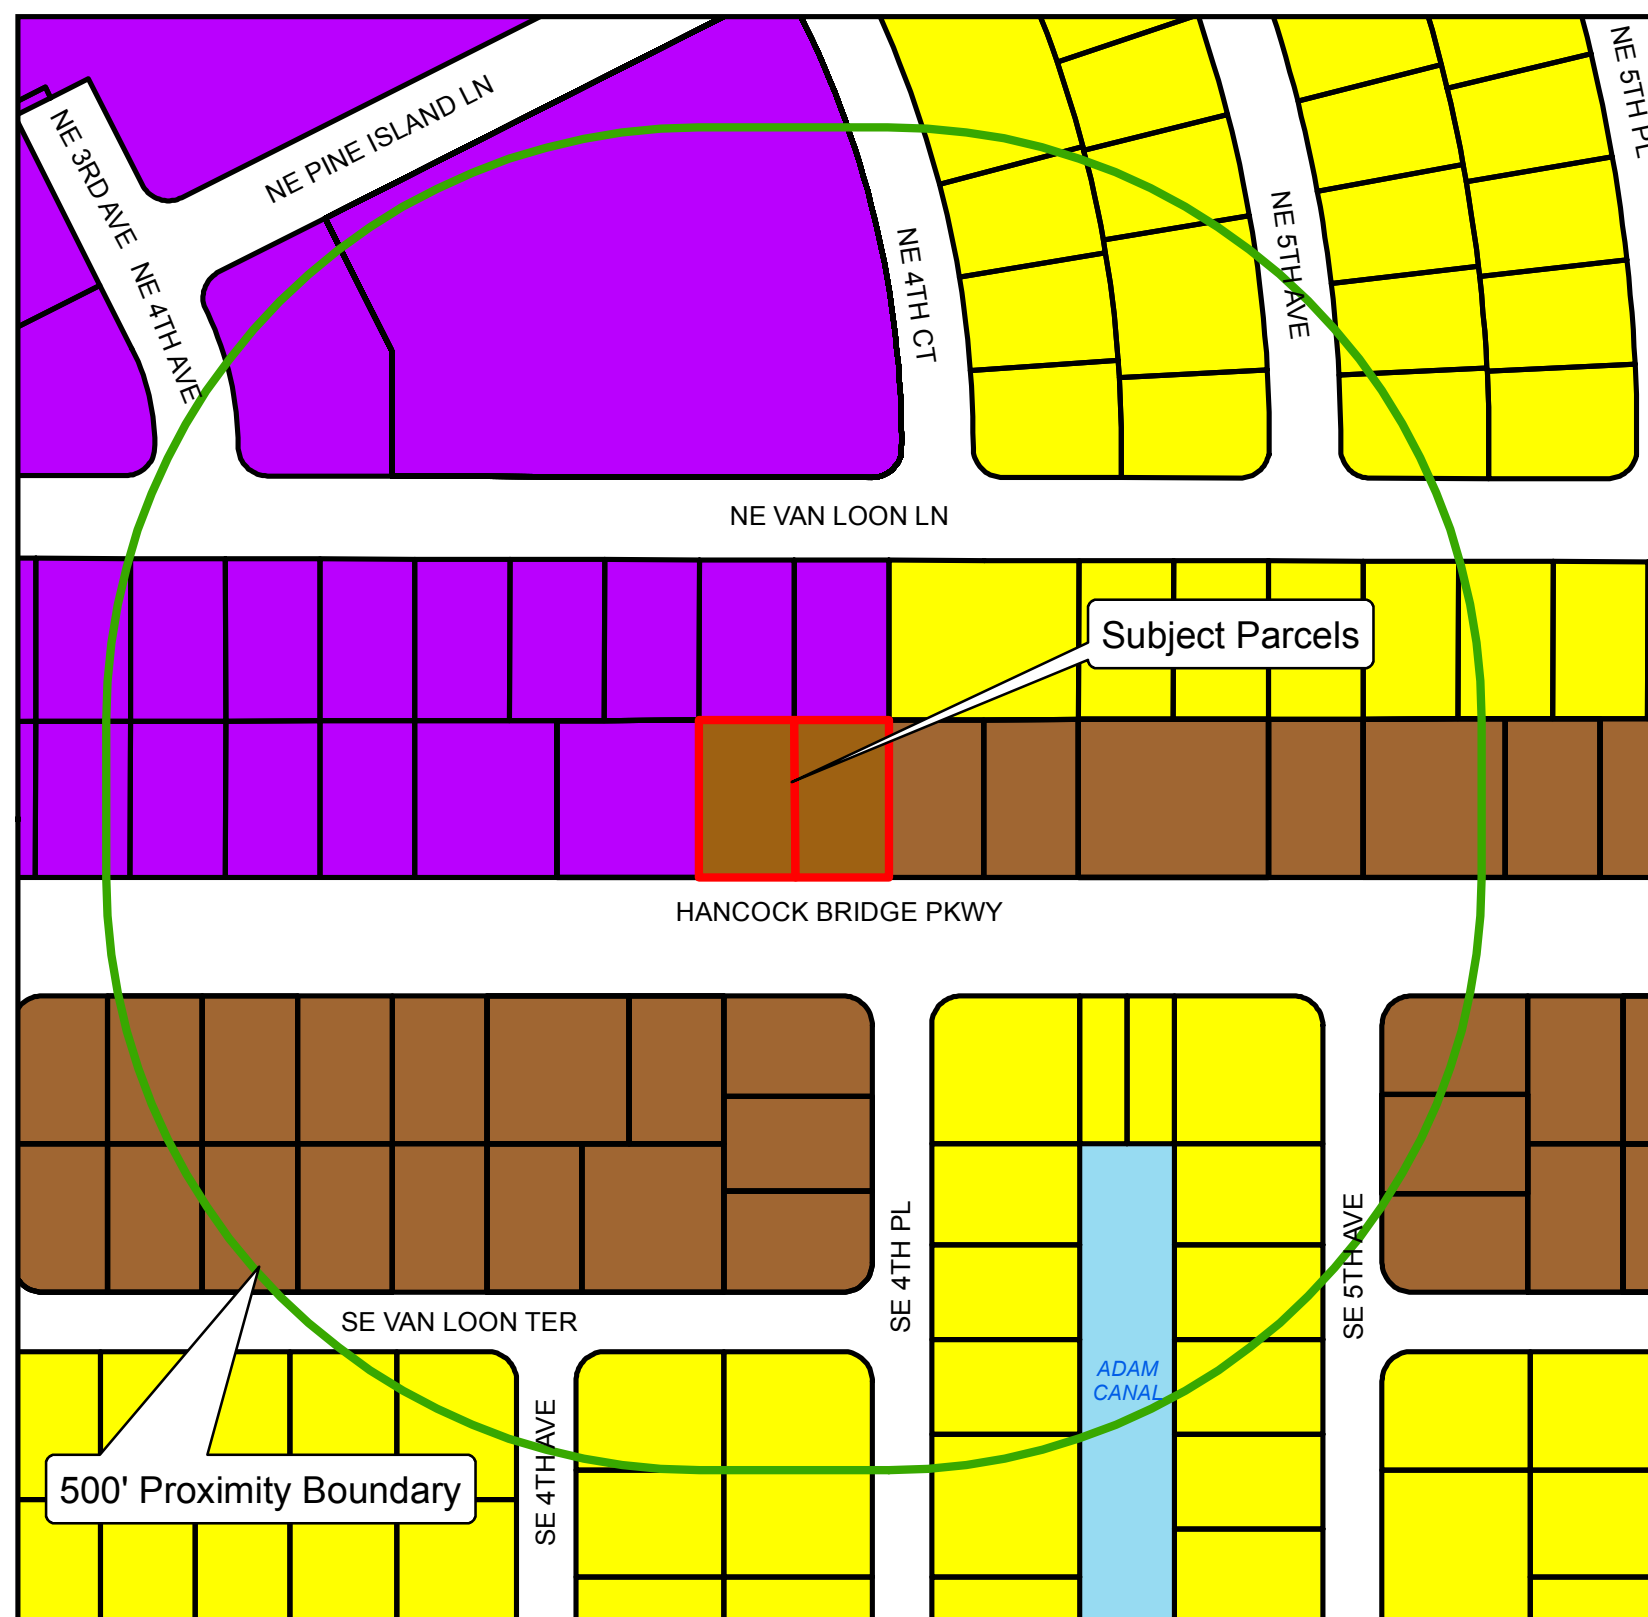 NE 5TH PL
NE PINE ISLAND LN
NE 3RD AVE
NE 4TH AVE
NE 4TH CT
NE 5TH AVE
NE VAN LOON LN
Subject Parcels
HANCOCK BRIDGE PKWY
SE 4TH PL
SE 5TH AVE
SE VAN LOON TER
ADAM
CANAL
SE 4TH AVE
500' Proximity Boundary